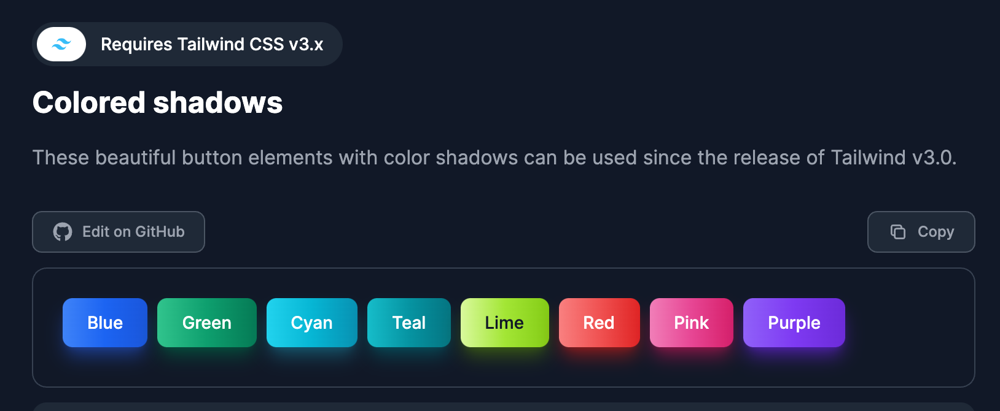 Requires Tailwind CSS v3.x
Colored shadows
These beautiful button elements with color shadows can be used since the release of Tailwind v3.0.
Edit on GitHub Copy
Blue Green Cyan Teal Lime Red Pink Purple